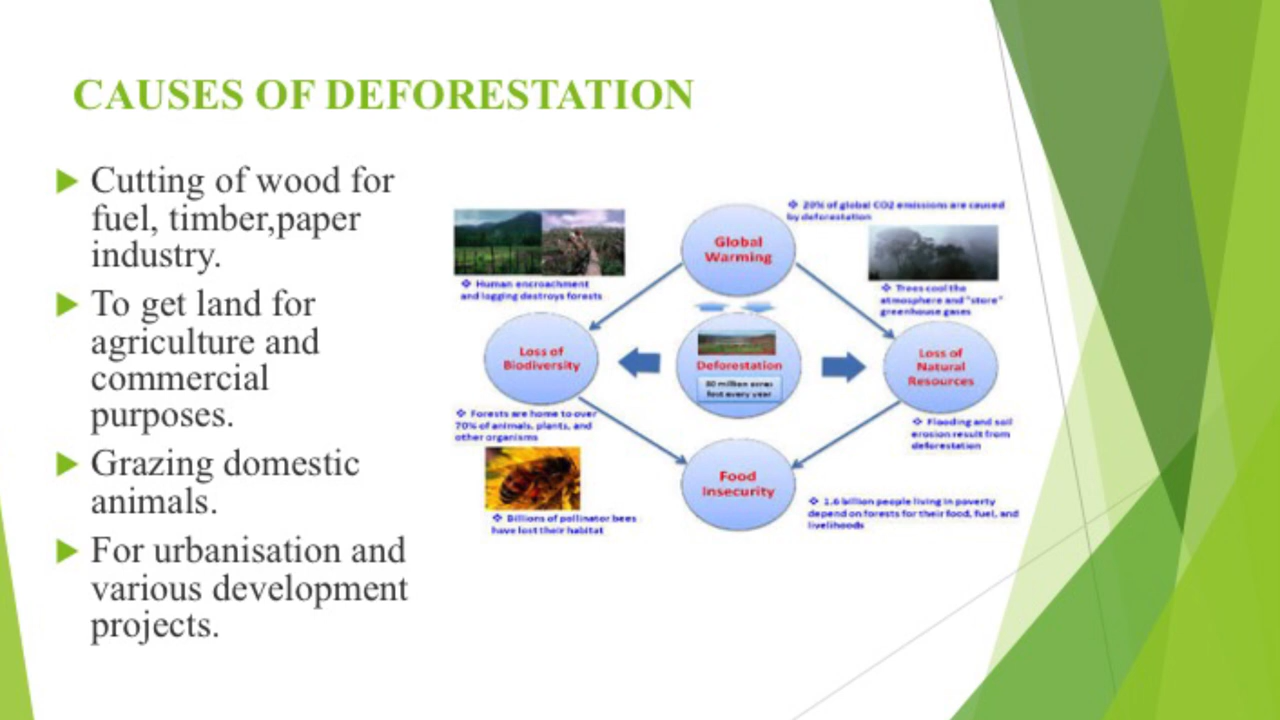 CAUSES OF DEFORESTATION
Cutting of wood for
fuel, timber,paper
industry.
To get land for
agriculture and
commercial
purposes.
Grazing domestic
animals.
For urbanisation and
various development
projects.
20% of global CO2 emissions are caused
by deforestation
Global
Warming
Human encroachment
and logging destroys forests
Trees cool the
atmosphere and "store"
greenhouse gases
Loss of
Biodiversity
Deforestation
80 million acres
lost every year
Loss of
Natural
Resources
Forests are home to over
70% of animals, plants, and
other organisms
Flooding and soil
erosion result from
deforestation
Food
Insecurity
Billions of pollinator bees
have lost their habitat
1.6 billion people living in poverty
depend on forests for their food, fuel, and
livelihoods